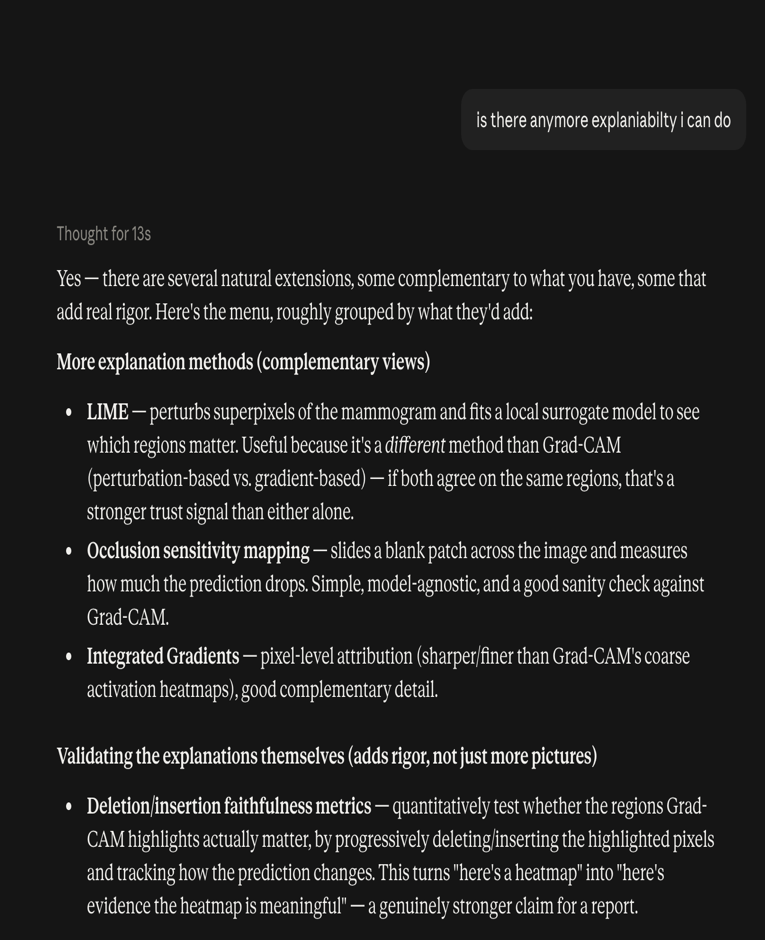 is there anymore explaniabilty i can do
Thought for 13s
Yes — there are several natural extensions, some complementary to what you have, some that
add real rigor. Here's the menu, roughly grouped by what they'd add:
More explanation methods (complementary views)
• LIME — perturbs superpixels of the mammogram and fits a local surrogate model to see
which regions matter. Useful because it's a different method than Grad-CAM
(perturbation-based vs. gradient-based) — if both agree on the same regions, that's a
stronger trust signal than either alone.
• Occlusion sensitivity mapping — slides a blank patch across the image and measures
how much the prediction drops. Simple, model-agnostic, and a good sanity check against
Grad-CAM.
• Integrated Gradients — pixel-level attribution (sharper/finer than Grad-CAM's coarse
activation heatmaps), good complementary detail.
Validating the explanations themselves (adds rigor, not just more pictures)
• Deletion/insertion faithfulness metrics — quantitatively test whether the regions Grad-
CAM highlights actually matter, by progressively deleting/inserting the highlighted pixels
and tracking how the prediction changes. This turns "here's a heatmap" into "here's
evidence the heatmap is meaningful" — a genuinely stronger claim for a report.